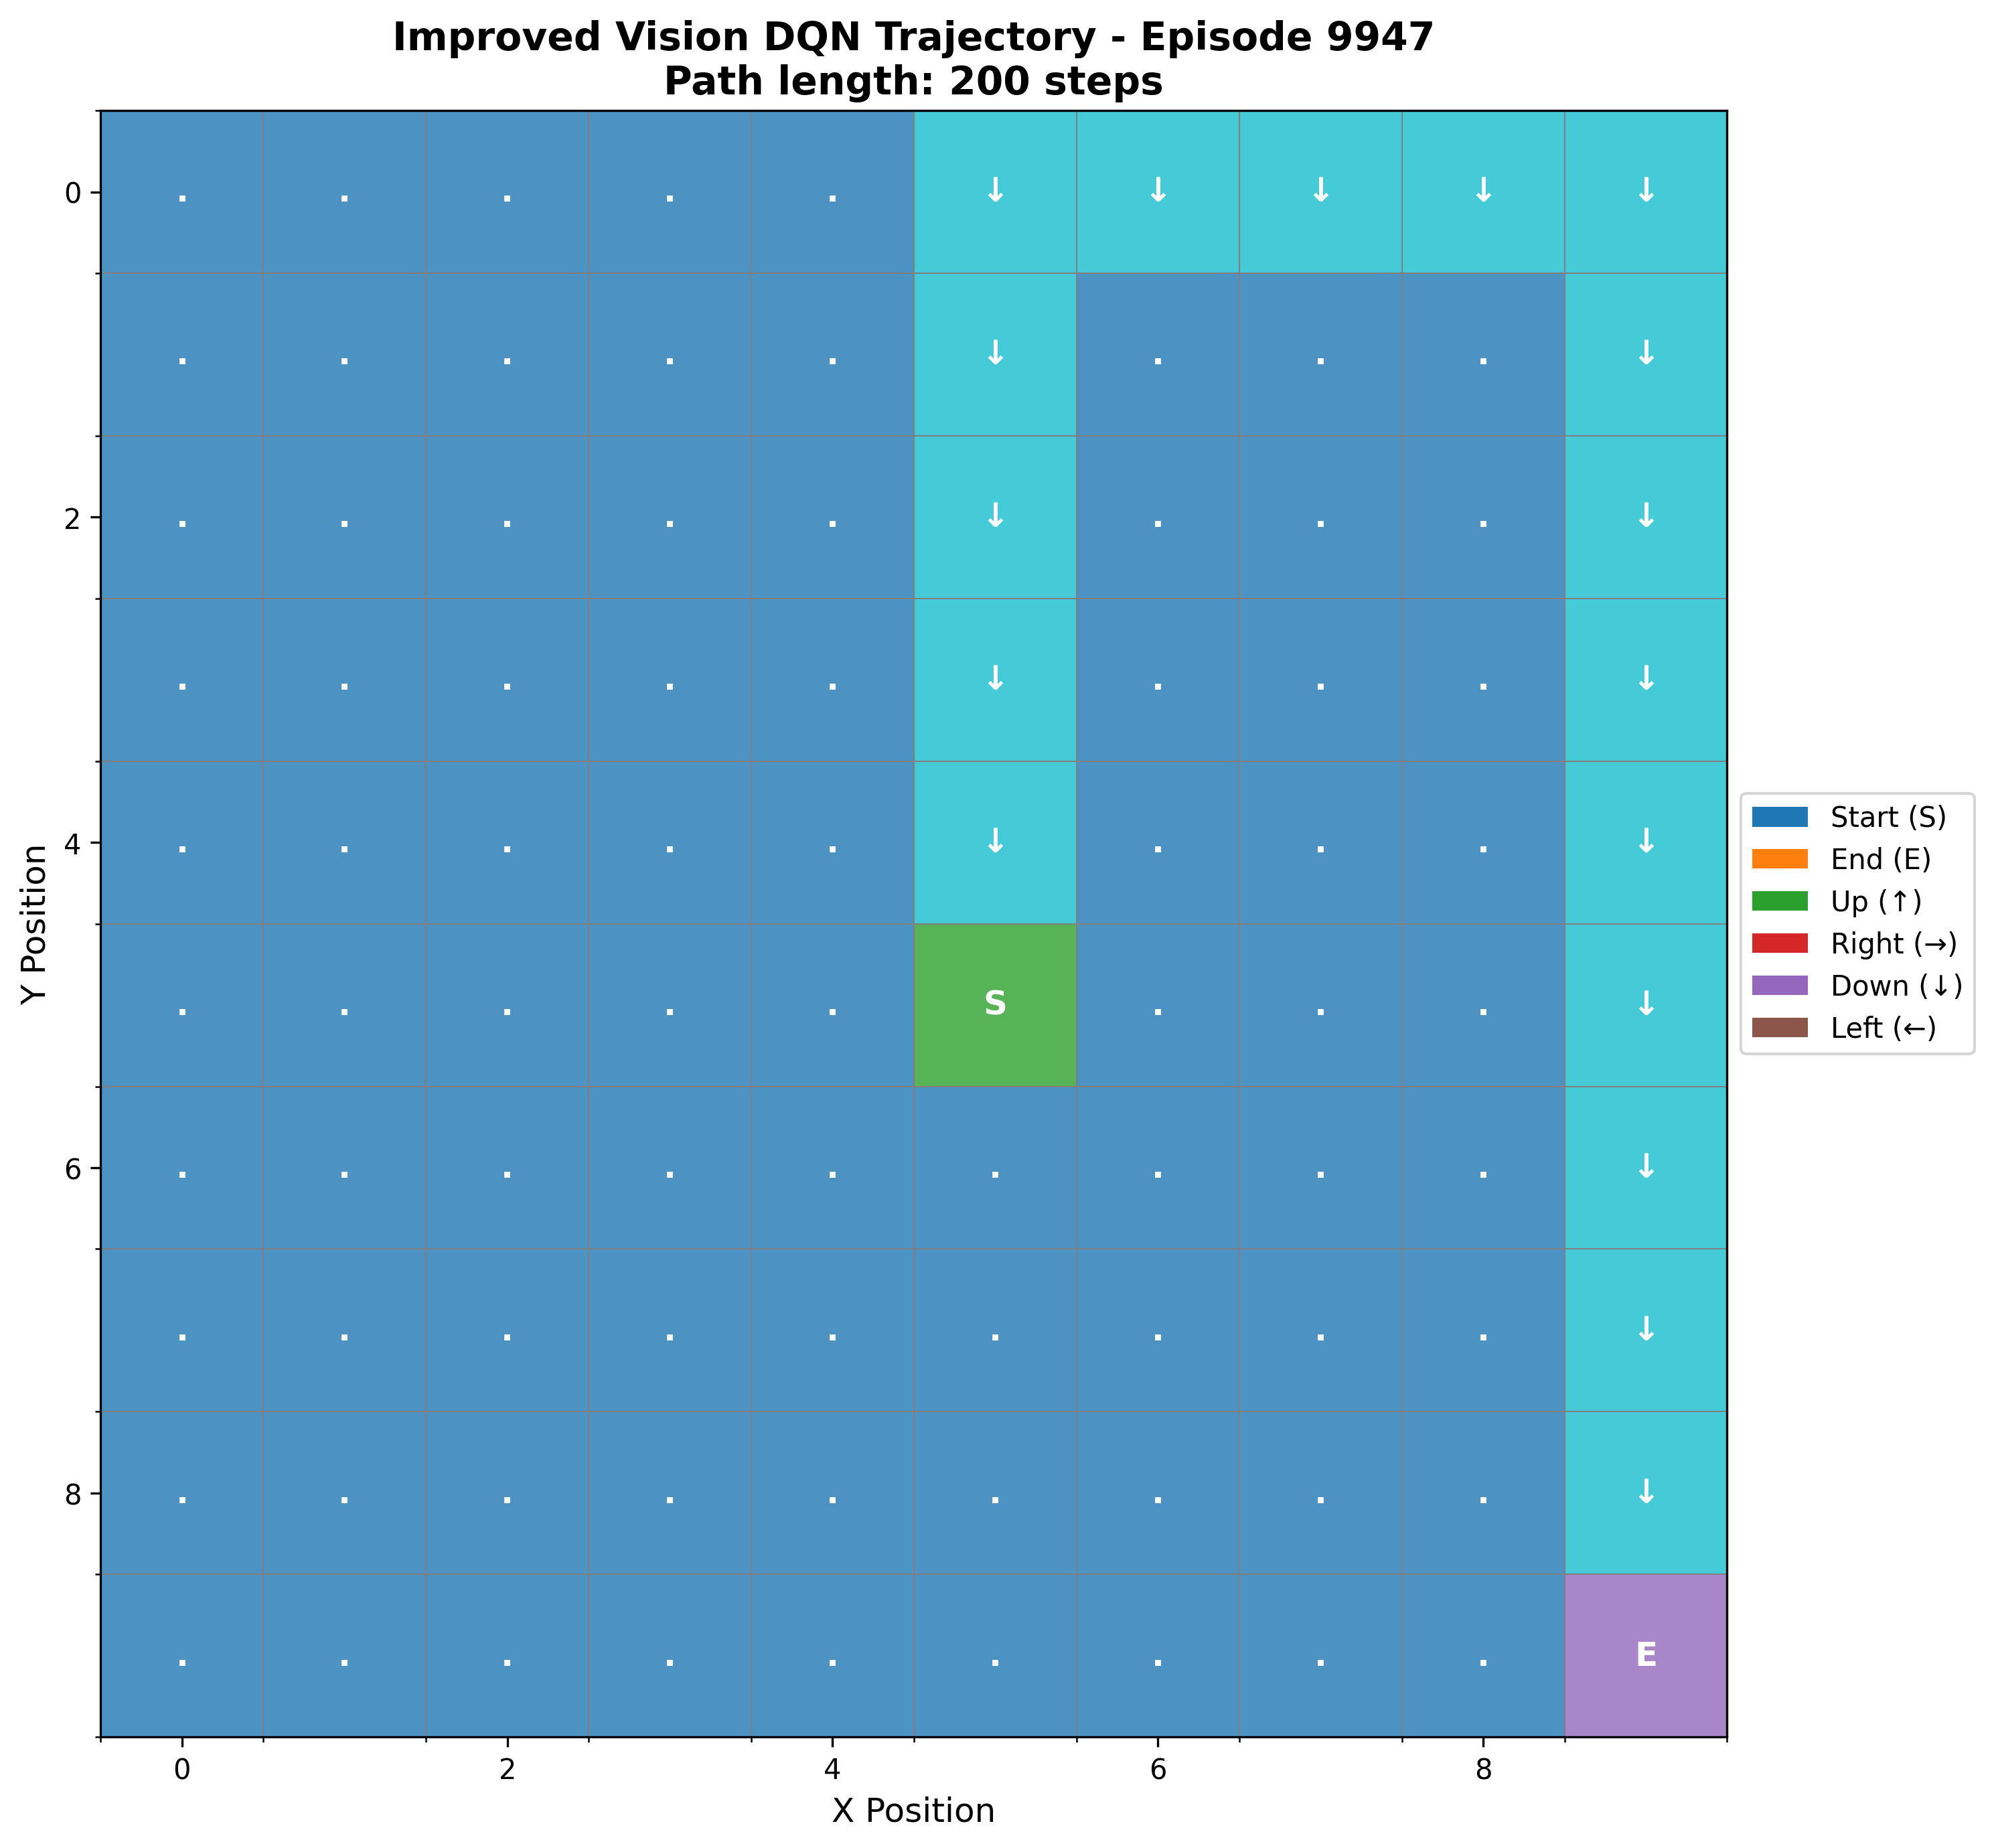 Improved Vision DQN Trajectory - Episode 9947
Path length: 200 steps
0 . . . . . ↓ ↓ ↓ ↓ ↓
. . . . . ↓ . . . ↓
2 . . . . . ↓ . . . ↓
. . . . . ↓ . . . ↓
4 . . . . . ↓ . . . ↓
. . . . . S . . . ↓
6 . . . . . . . . . ↓
. . . . . . . . . ↓
8 . . . . . . . . . ↓
. . . . . . . . . E
0 2 4 6 8
X Position
Y Position
Start (S)
End (E)
Up (↑)
Right (→)
Down (↓)
Left (←)